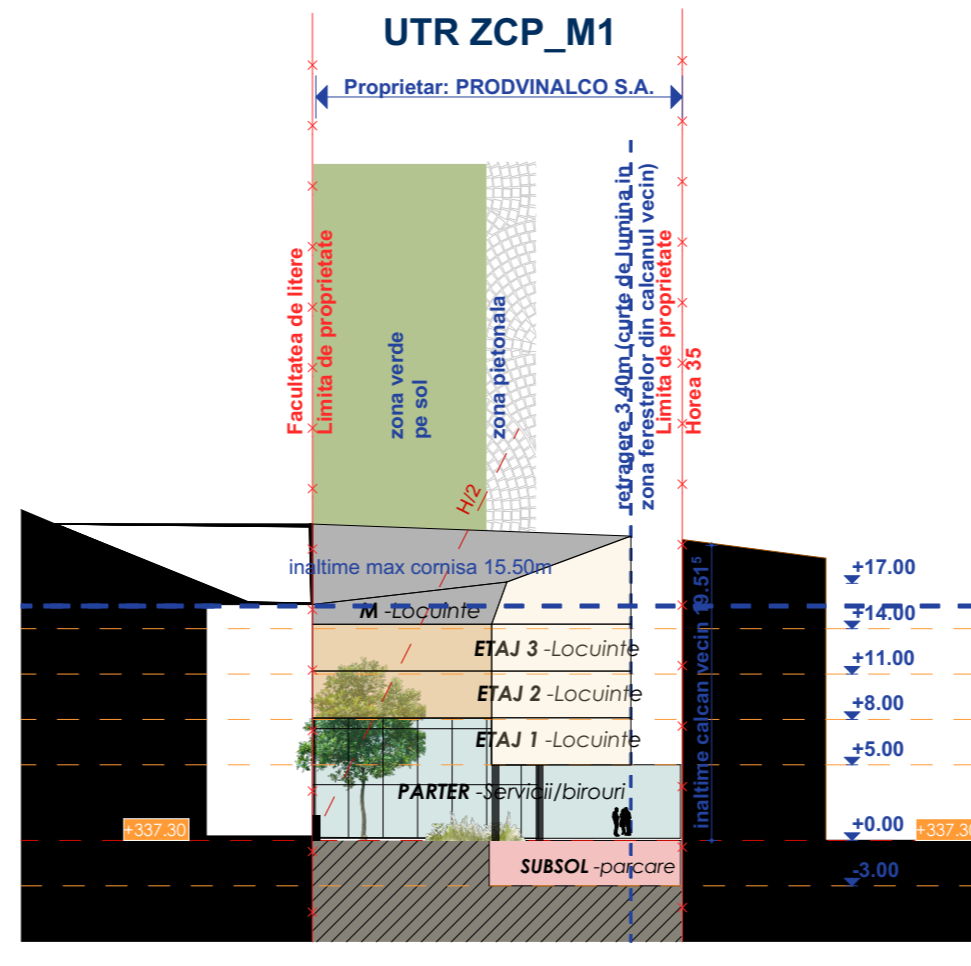 UTR ZCP_M1
Proprietar: PRODVINALCO S.A.
Facultatea de litere
Limita de proprietate
zona verde
pe sol
zona pietonala
retragere 3.40m (curte de lumina in
zona ferestrelor din calcanul vecin)
Limita de proprietate
Horea 35
H/2
inaltime max cornisa 15.50m
inaltime calcan vecin 19.51⁵
M -Locuinte
ETAJ 3 -Locuinte
ETAJ 2 -Locuinte
ETAJ 1 -Locuinte
PARTER -Servicii/birouri
SUBSOL -parcare
+17.00
+14.00
+11.00
+8.00
+5.00
+0.00
-3.00
+337.30
+337.30